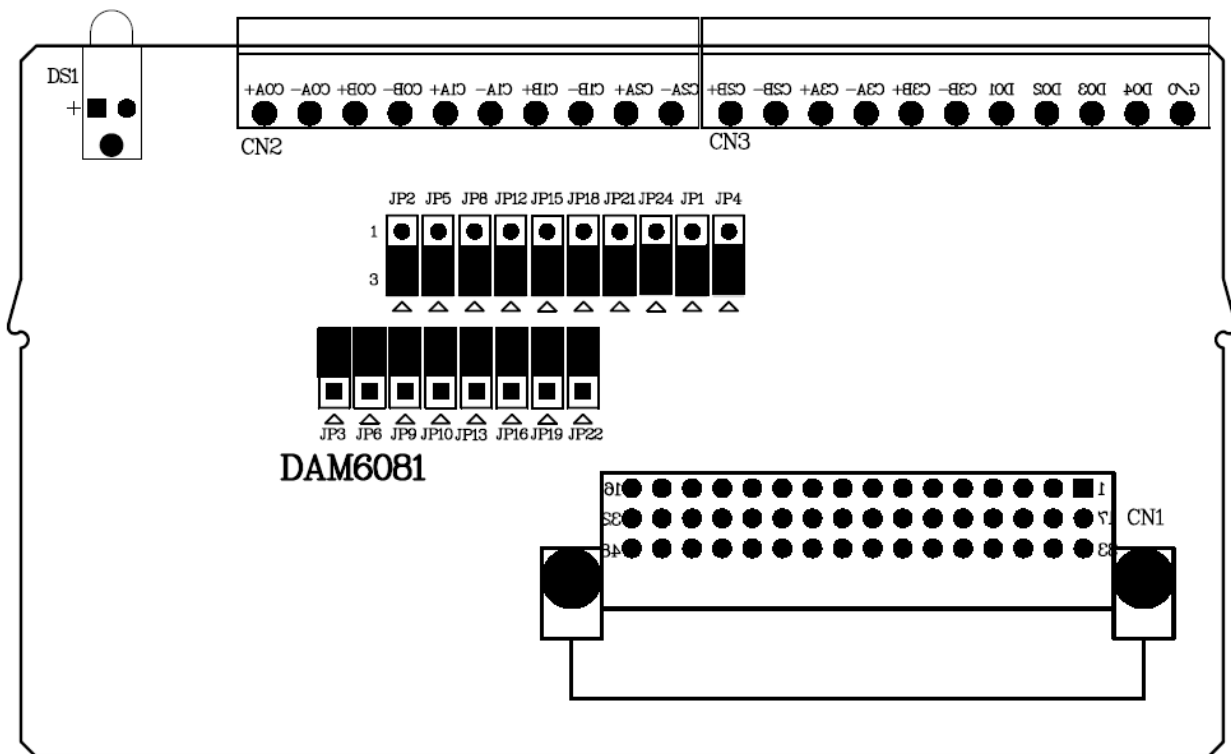 DS1
+
C0A+ C0A- C0B+ C0B- C1A+ C1A- C1B+ C1B- C2A+ C2A-
C2B+ C2B- C3A+ C3A- C3B+ C3B- DO1 DO2 DO3 DO4
CN2
CN3
JP2 JP5 JP8 JP12 JP15 JP18 JP21 JP24 JP1 JP4
1
3
JP3 JP6 JP9 JP10 JP13 JP16 JP19 JP22
DAM6081
16 1
32 17
48 33
CN1